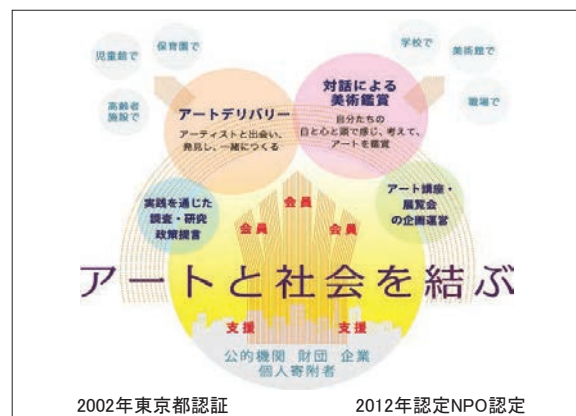 児童館で
保育園で
高齢者
施設で
学校で
美術館で
職場で
アートデリバリー
アーティストと出会い、
発見し、一緒につくる
対話による
美術鑑賞
自分たちの
目と心と頭で感じ、考えて、
アートを鑑賞
実践を通じた
調査・研究
政策提言
アート講座・
展覧会
の企画運営
会員
会員
会員
アートと社会を結ぶ
支援
支援
公的機関 財団 企業
個人寄附者
2002年東京都認証
2012年認定NPO認定